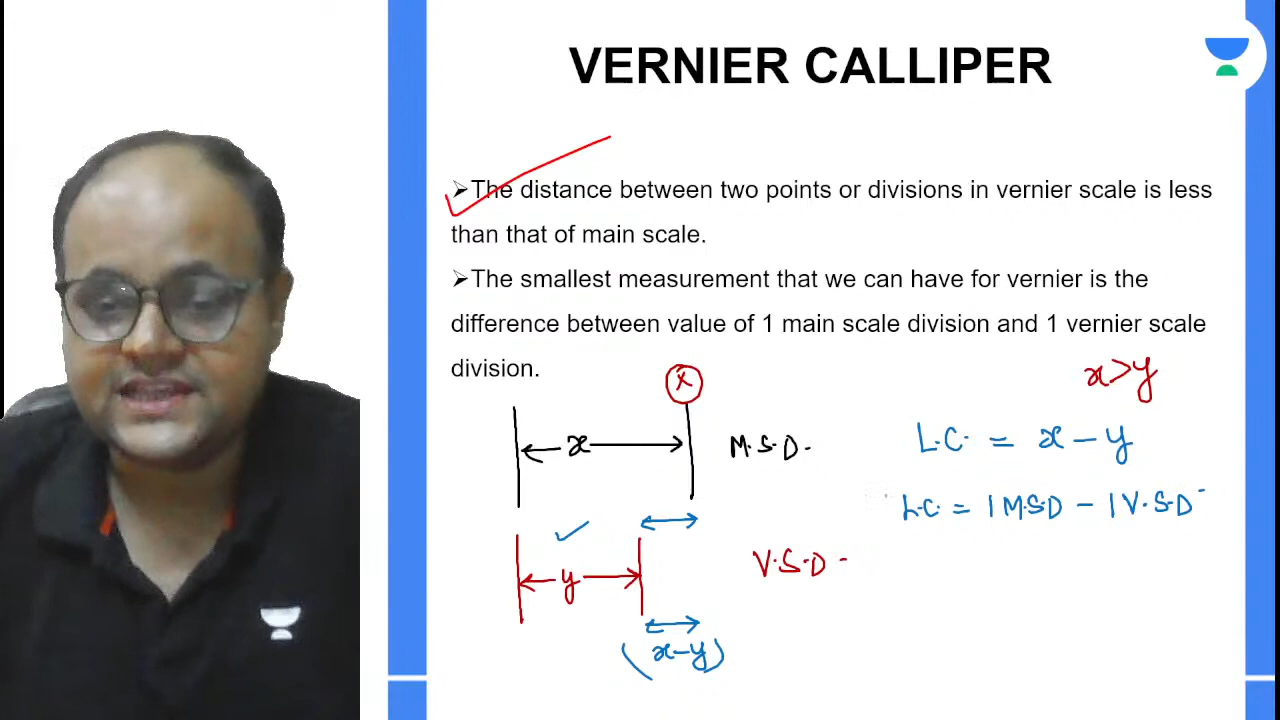 VERNIER CALLIPER
➢The distance between two points or divisions in vernier scale is less
than that of main scale.
➢The smallest measurement that we can have for vernier is the
difference between value of 1 main scale division and 1 vernier scale
division.
x
x>y
x
M.S.D.
L.C. = x - y
L.C. = 1 M.S.D - 1 V.S.D
y
V.S.D.
(x-y)